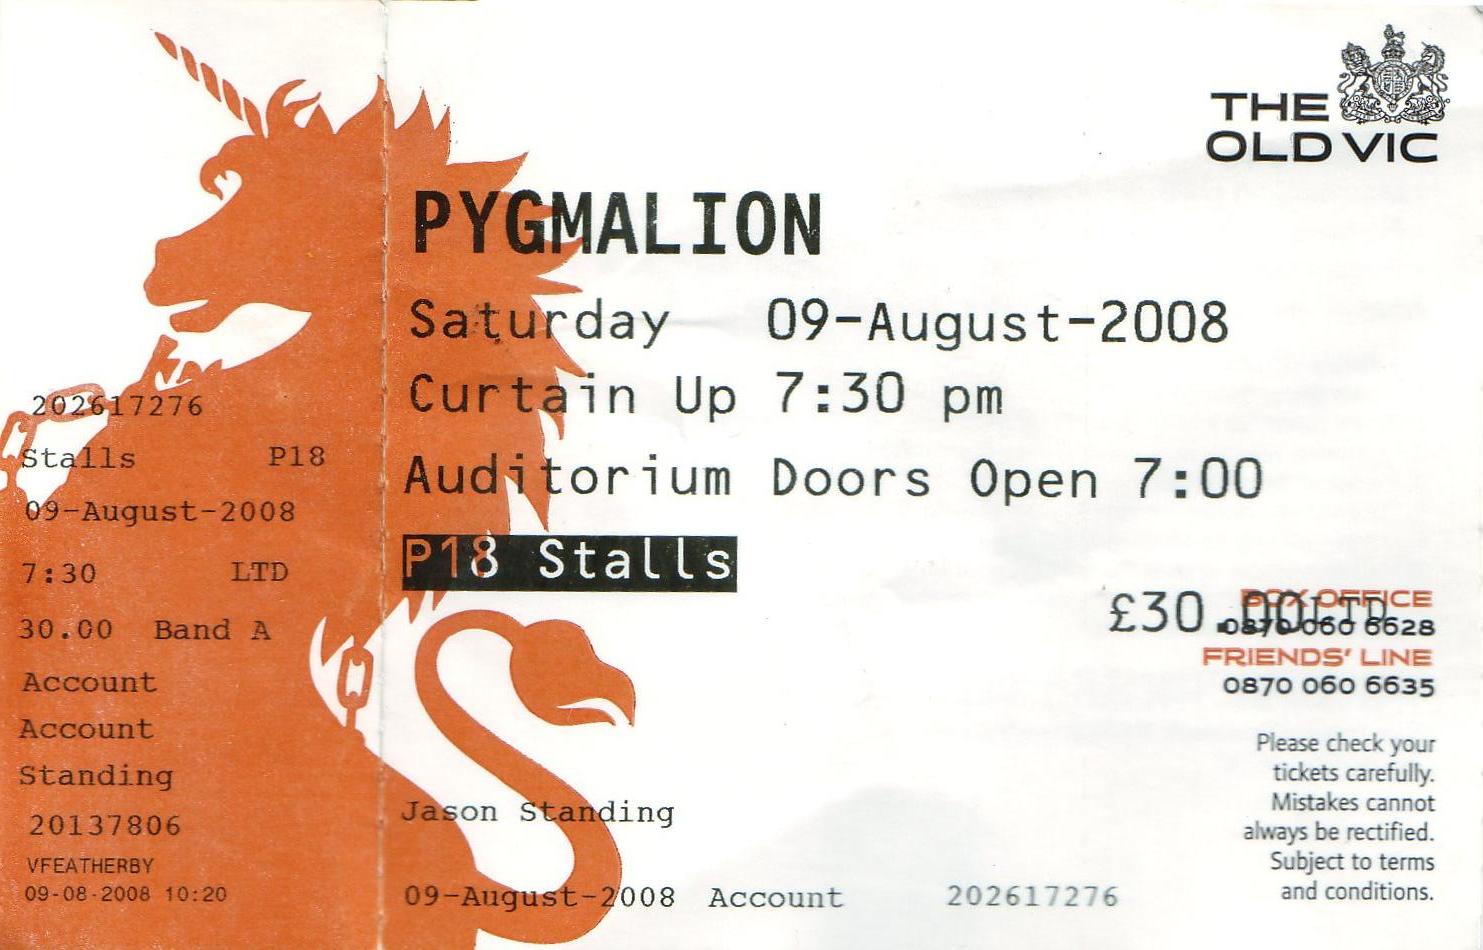 THE
OLD VIC
PYGMALION
Saturday 09-August-2008
Curtain Up 7:30 pm
Auditorium Doors Open 7:00
P18 Stalls
£30.00LTD
BOX OFFICE
0870 060 6628
FRIENDS' LINE
0870 060 6635
Please check your
tickets carefully.
Mistakes cannot
always be rectified.
Subject to terms
and conditions.
Jason Standing
09-August-2008 Account 202617276
202617276
Stalls P18
09-August-2008
7:30 LTD
30.00 Band A
Account
Account
Standing
20137806
VFEATHERBY
09-08-2008 10:20